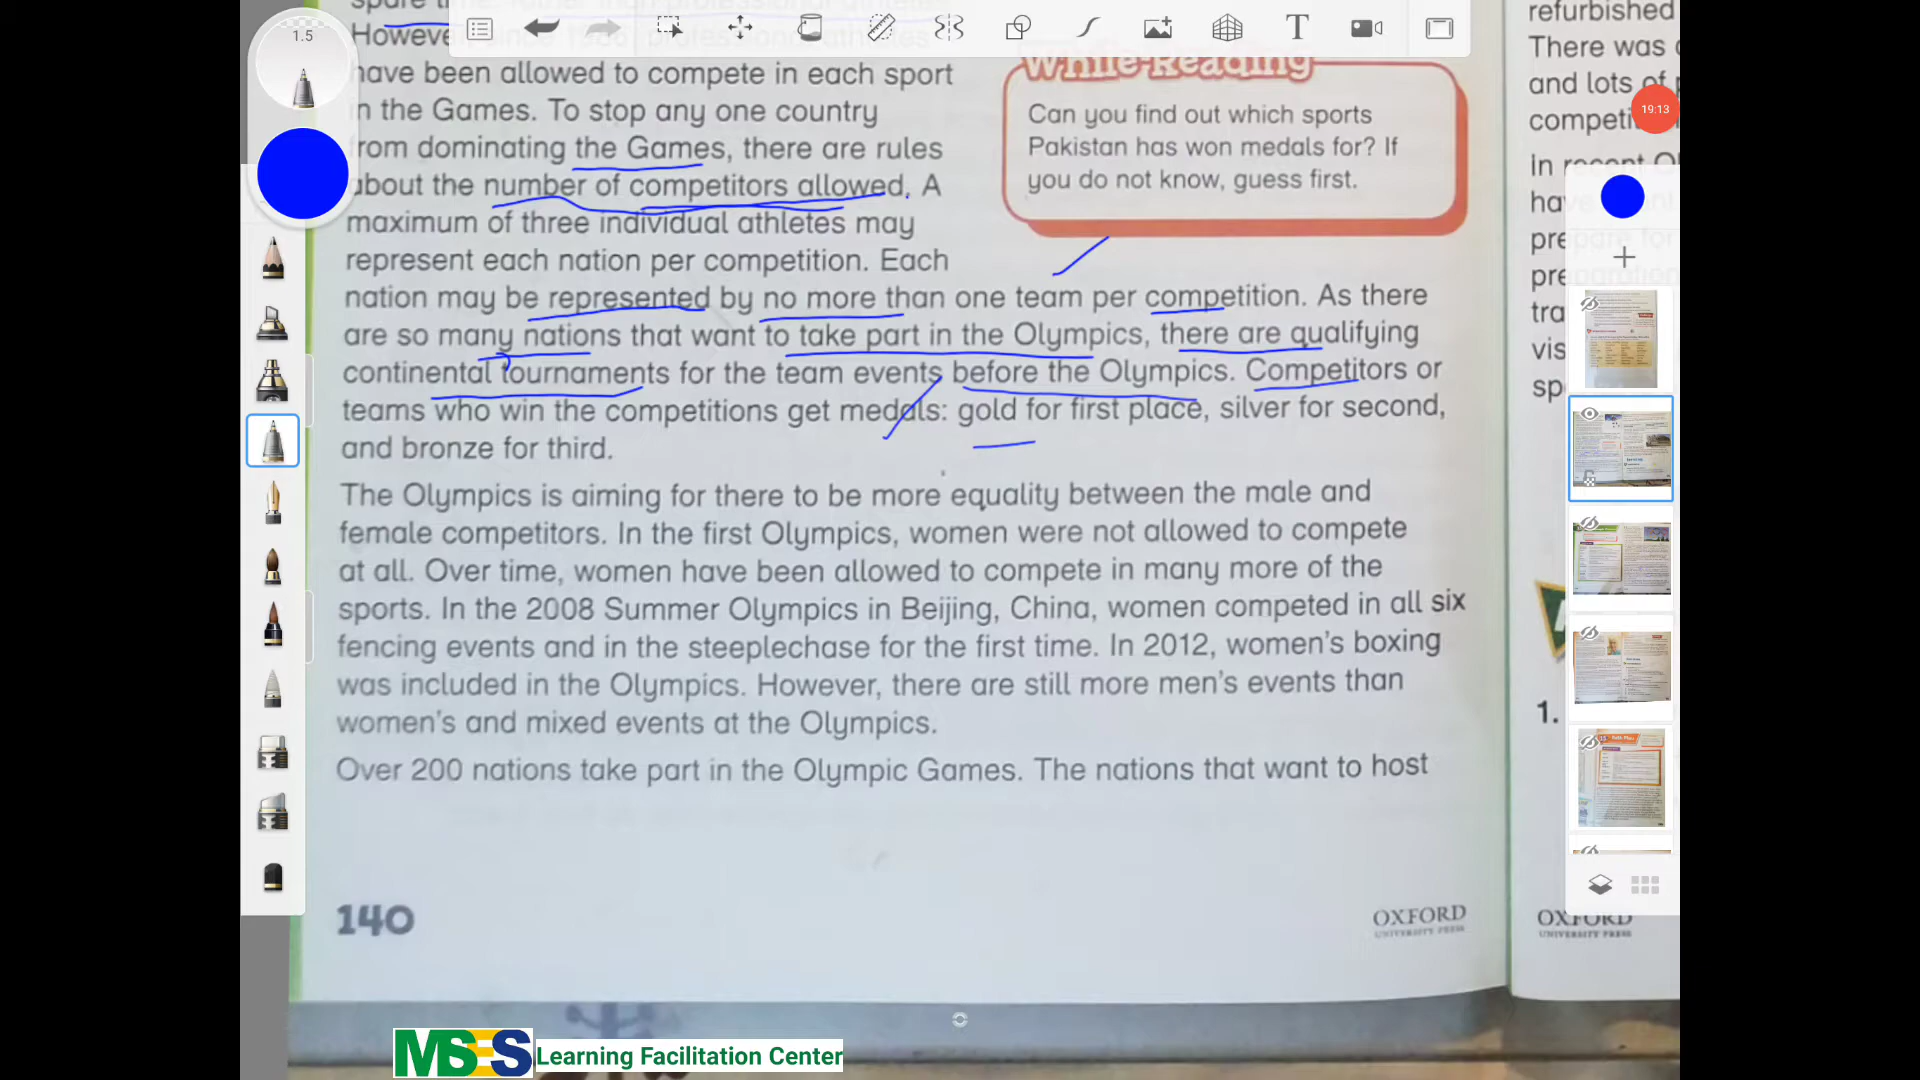 1.5
However since
have been allowed to compete in each sport
in the Games. To stop any one country
from dominating the Games, there are rules
about the number of competitors allowed. A
maximum of three individual athletes may
represent each nation per competition. Each
nation may be represented by no more than one team per competition. As there
are so many nations that want to take part in the Olympics, there are qualifying
continental tournaments for the team events before the Olympics. Competitors or
teams who win the competitions get medals: gold for first place, silver for second,
and bronze for third.
The Olympics is aiming for there to be more equality between the male and
female competitors. In the first Olympics, women were not allowed to compete
at all. Over time, women have been allowed to compete in many more of the
sports. In the 2008 Summer Olympics in Beijing, China, women competed in all six
fencing events and in the steeplechase for the first time. In 2012, women's boxing
was included in the Olympics. However, there are still more men's events than
women's and mixed events at the Olympics.
Over 200 nations take part in the Olympic Games. The nations that want to host
140
OXFORD
UNIVERSITY PRESS
While Reading
Can you find out which sports
Pakistan has won medals for? If
you do not know, guess first.
refurbished
There was
and lots of
19:13
In recent
1.
OXFORD
UNIVERSITY PRESS
MSES Learning Facilitation Center